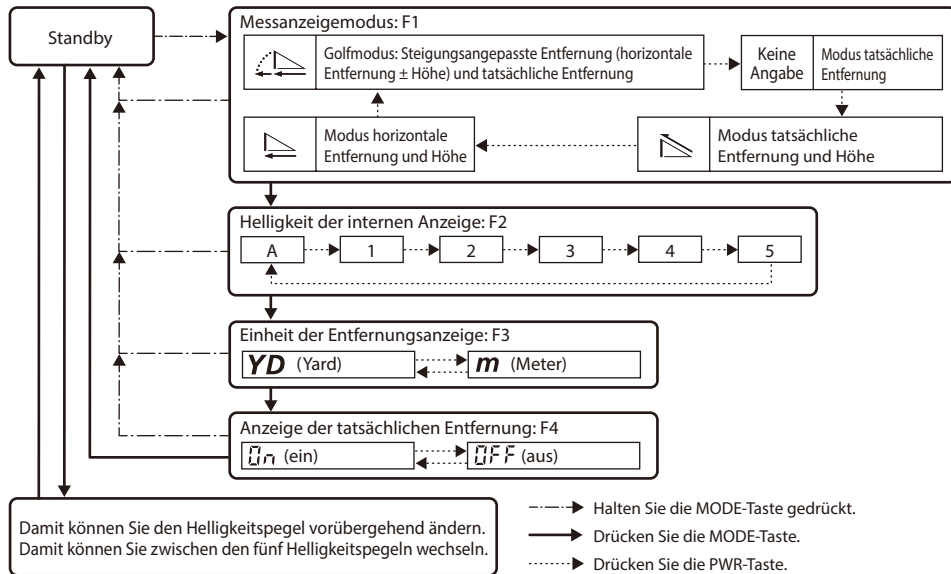 Standby
Messanzeigemodus: F1
Golfmodus: Steigungsangepasste Entfernung (horizontale
Entfernung ± Höhe) und tatsächliche Entfernung
Keine
Angabe
Modus tatsächliche
Entfernung
Modus horizontale
Entfernung und Höhe
Modus tatsächliche
Entfernung und Höhe
Helligkeit der internen Anzeige: F2
A 1 2 3 4 5
Einheit der Entfernungsanzeige: F3
YD (Yard) m (Meter)
Anzeige der tatsächlichen Entfernung: F4
On (ein) OFF (aus)
Damit können Sie den Helligkeitspegel vorübergehend ändern.
Damit können Sie zwischen den fünf Helligkeitspegeln wechseln.
Halten Sie die MODE-Taste gedrückt.
Drücken Sie die MODE-Taste.
Drücken Sie die PWR-Taste.